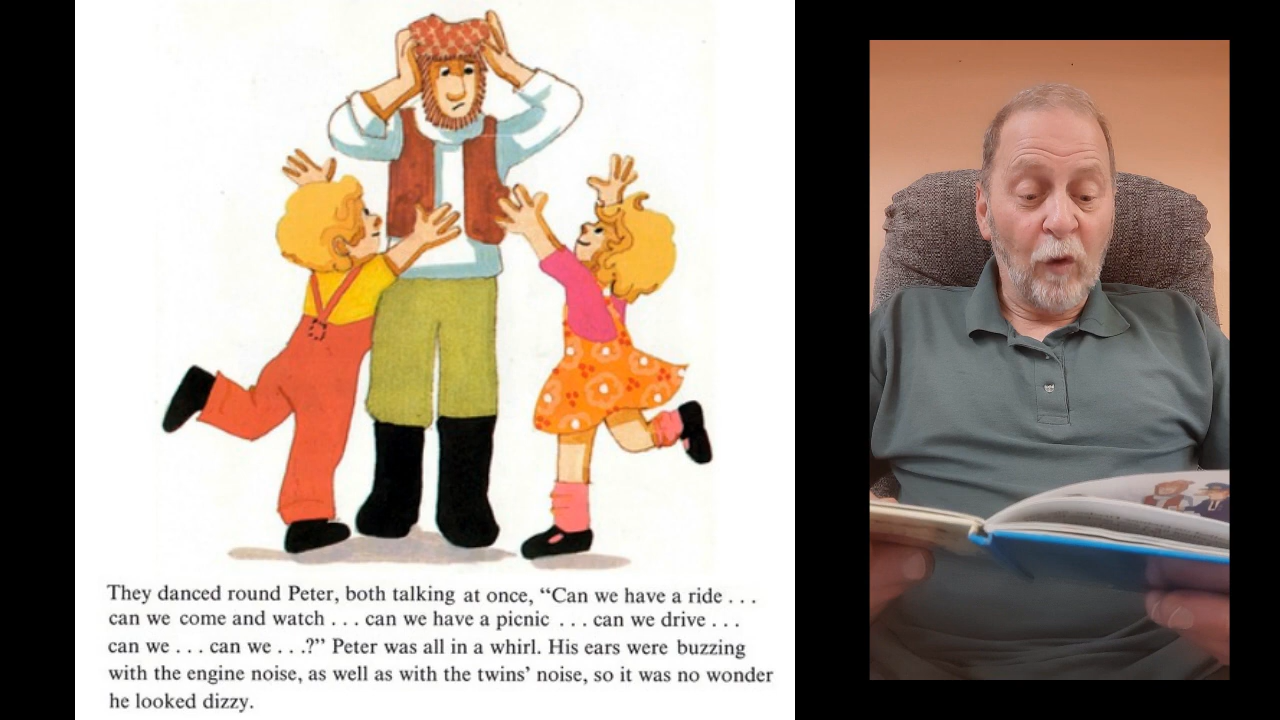 They danced round Peter, both talking at once, “Can we have a ride . . .
can we come and watch . . . can we have a picnic . . . can we drive . . .
can we . . . can we . . .?” Peter was all in a whirl. His ears were buzzing
with the engine noise, as well as with the twins’ noise, so it was no wonder
he looked dizzy.